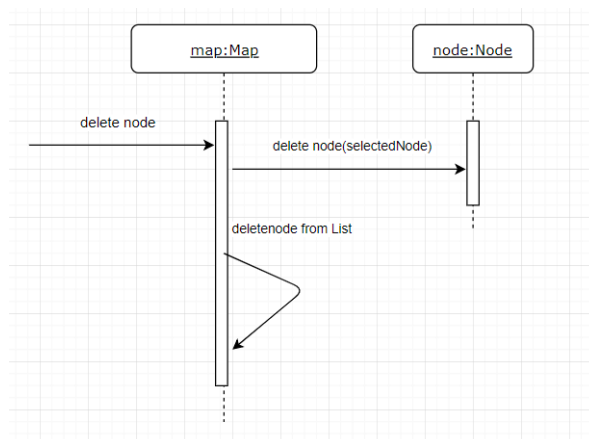 map:Map
node:Node
delete node
delete node(selectedNode)
deletenode from List